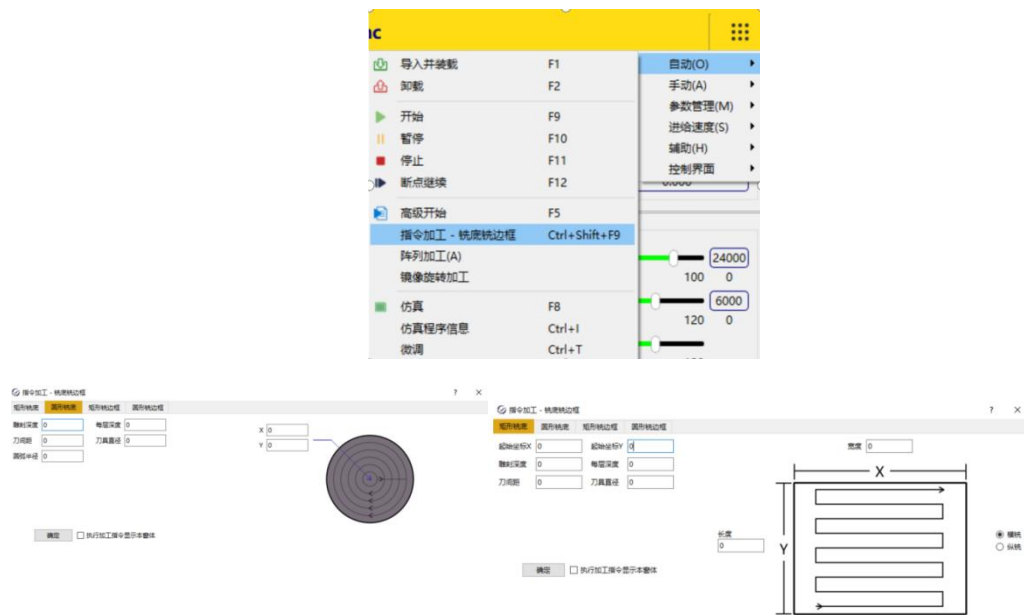 nc
导入并装载 F1
卸载 F2
开始 F9
暂停 F10
停止 F11
断点继续 F12
高级开始 F5
指令加工 - 铣底铣边框 Ctrl+Shift+F9
阵列加工(A)
镜像旋转加工
仿真 F8
仿真程序信息 Ctrl+I
微调 Ctrl+T
自动(O)
手动(A)
参数管理(M)
进给速度(S)
辅助(H)
控制界面
0.000
24000
100 0
6000
120 0
指令加工 - 铣底铣边框 ? ×
矩形铣底 圆形铣底 矩形铣边框 圆形铣边框
雕刻深度 0 每层深度 0
刀间距 0 刀具直径 0
圆弧半径 0
X 0
Y 0
确定 执行加工指令显示本窗体
指令加工 - 铣底铣边框 ? ×
矩形铣底 圆形铣底 矩形铣边框 圆形铣边框
起始坐标X 0 起始坐标Y 0
雕刻深度 0 每层深度 0
刀间距 0 刀具直径 0
宽度 0
X
长度
0
Y
横铣
纵铣
确定 执行加工指令显示本窗体